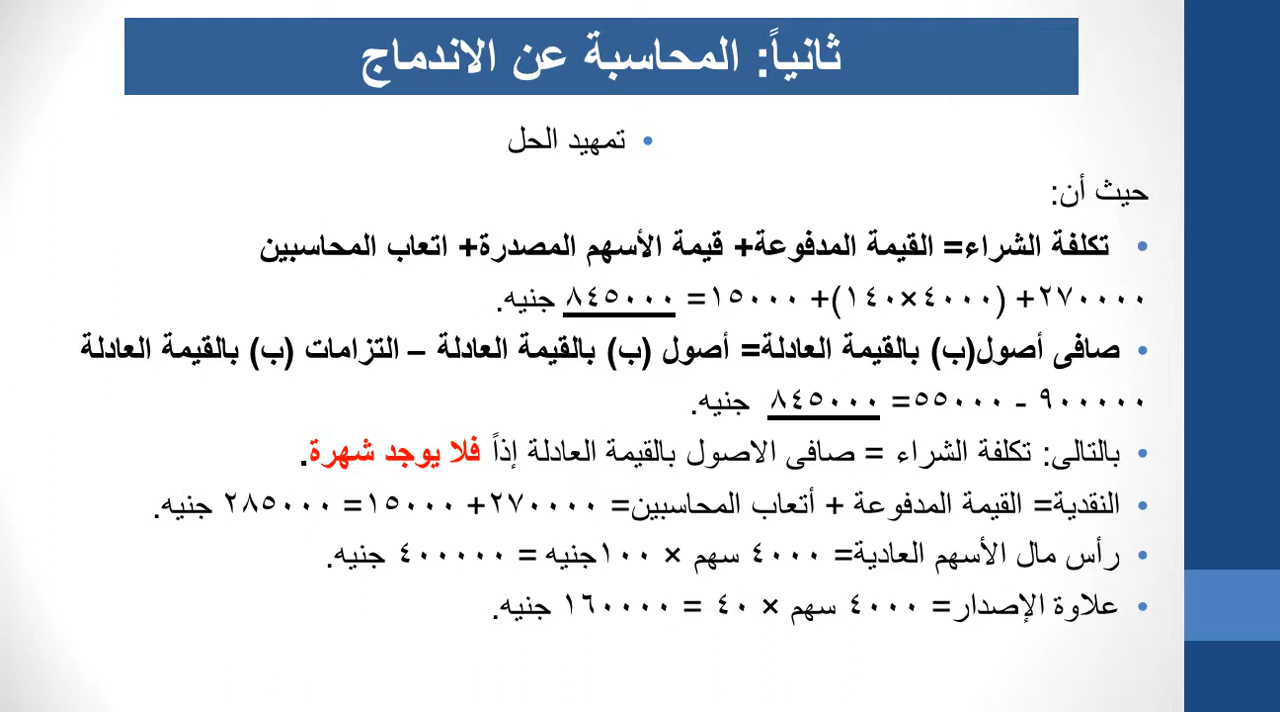 ثانياً: المحاسبة عن الاندماج
• تمهيد الحل
حيث أن:
• تكلفة الشراء= القيمة المدفوعة+ قيمة الأسهم المصدرة+ اتعاب المحاسبين
٢٧٠٠٠٠+ (٤٠٠٠×١٤٠)+ ١٥٠٠٠= ٨٤٥٠٠٠ جنيه.
• صافى أصول(ب) بالقيمة العادلة= أصول (ب) بالقيمة العادلة – التزامات (ب) بالقيمة العادلة
٩٠٠٠٠٠ - ٥٥٠٠٠= ٨٤٥٠٠٠ جنيه.
• بالتالى: تكلفة الشراء = صافى الاصول بالقيمة العادلة إذاً فلا يوجد شهرة.
• النقدية= القيمة المدفوعة + أتعاب المحاسبين= ٢٧٠٠٠٠+ ١٥٠٠٠= ٢٨٥٠٠٠ جنيه.
• رأس مال الأسهم العادية= ٤٠٠٠ سهم × ١٠٠جنيه = ٤٠٠٠٠٠ جنيه.
• علاوة الإصدار= ٤٠٠٠ سهم × ٤٠ = ١٦٠٠٠٠ جنيه.